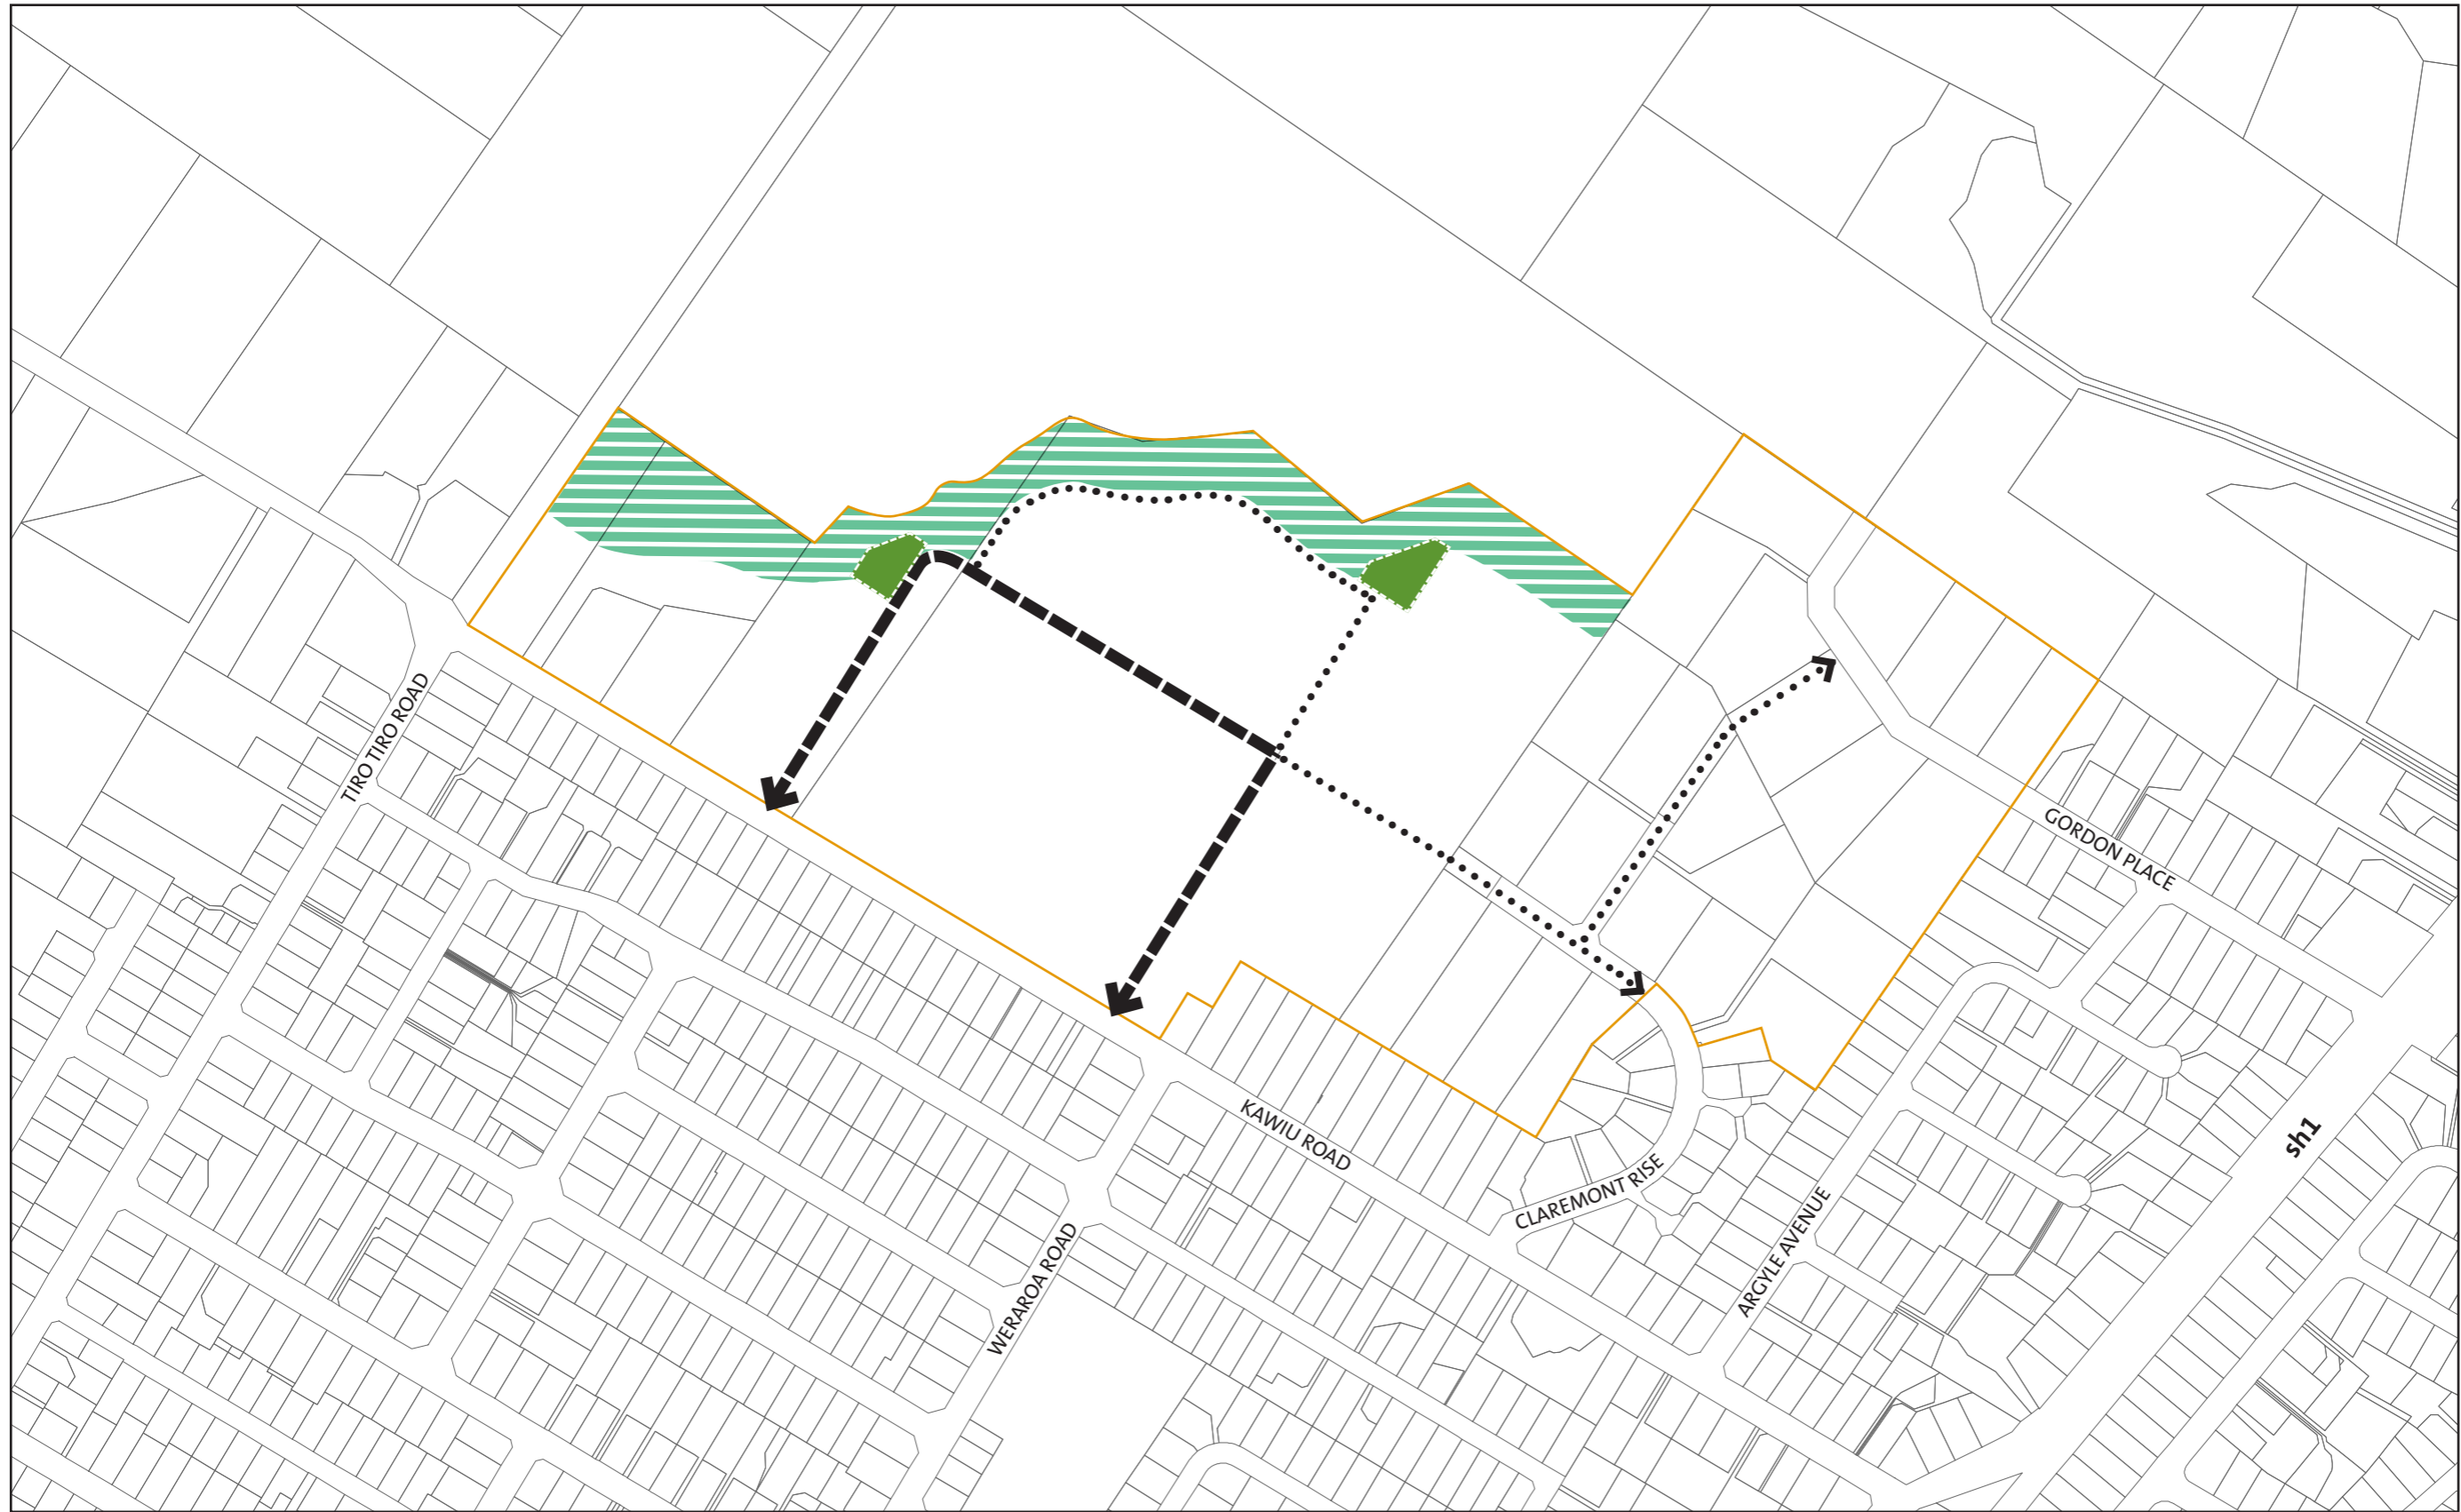 TIRO TIRO ROAD
GORDON PLACE
KAWIU ROAD
sh1
CLAREMONT RISE
ARGYLE AVENUE
WERAROA ROAD